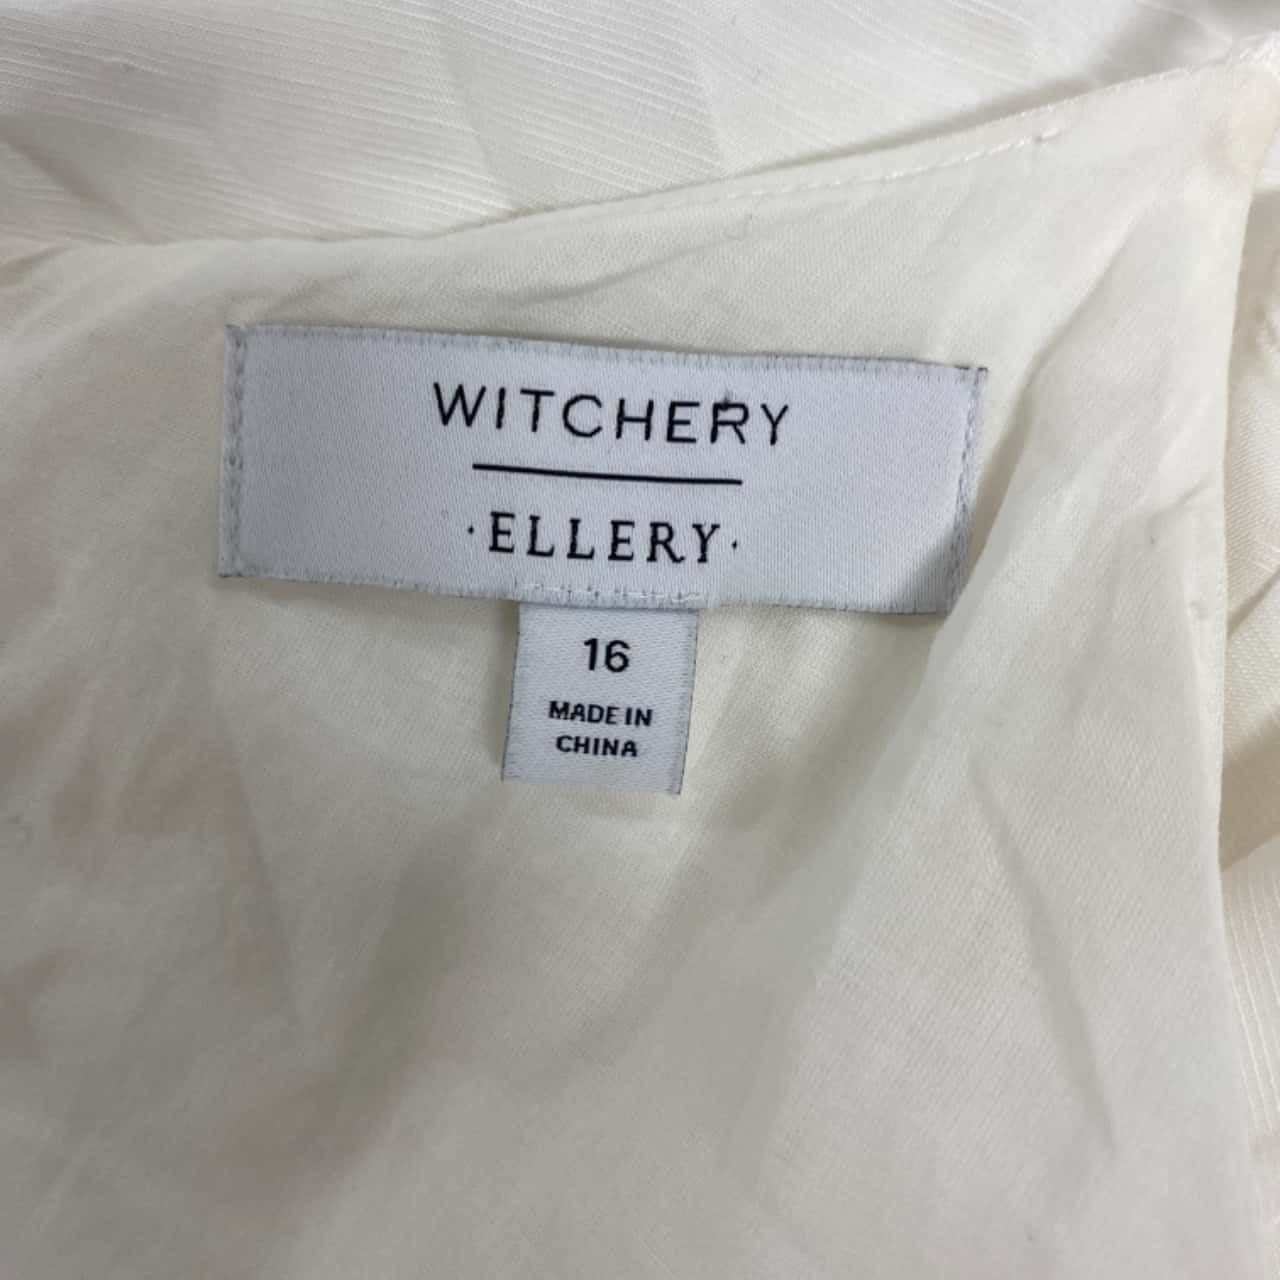 WITCHERY
·ELLERY·
16
MADE IN
CHINA